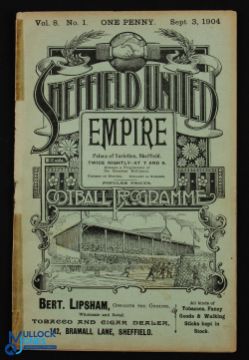 Vol. 8. No. 1. ONE PENNY. Sept. 3, 1904
SHEFFIELD UNITED
EMPIRE
Palace of Varieties, Sheffield.
TWICE NIGHTLY—AT 7 AND 9.
POPULAR PRICES.
FOOTBALL PROGRAMME
BERT. LIPSHAM,
Wholesale and Retail
TOBACCO AND CIGAR DEALER,
BRAMALL LANE, SHEFFIELD.
All kinds of
Tobaccos, Fancy
Goods & Walking
Sticks kept in
Stock.
MULLOCK'S